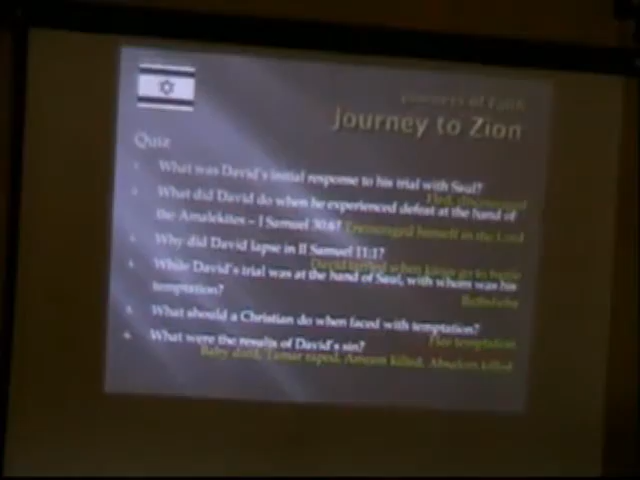 Journeys of Faith
Journey to Zion
Quiz
What was David's initial response to his trial with Saul?
Fled, discouraged
What did David do when he experienced defeat at the hand of
the Amalekites – I Samuel 30:6? Encouraged himself in the Lord
Why did David lapse in II Samuel 11:1?
David tarried when kings go to battle
While David's trial was at the hand of Saul, with whom was his
temptation?
Bathsheba
What should a Christian do when faced with temptation?
Flee temptation
What were the results of David's sin?
Baby died, Tamar raped, Amnon killed, Absalom killed